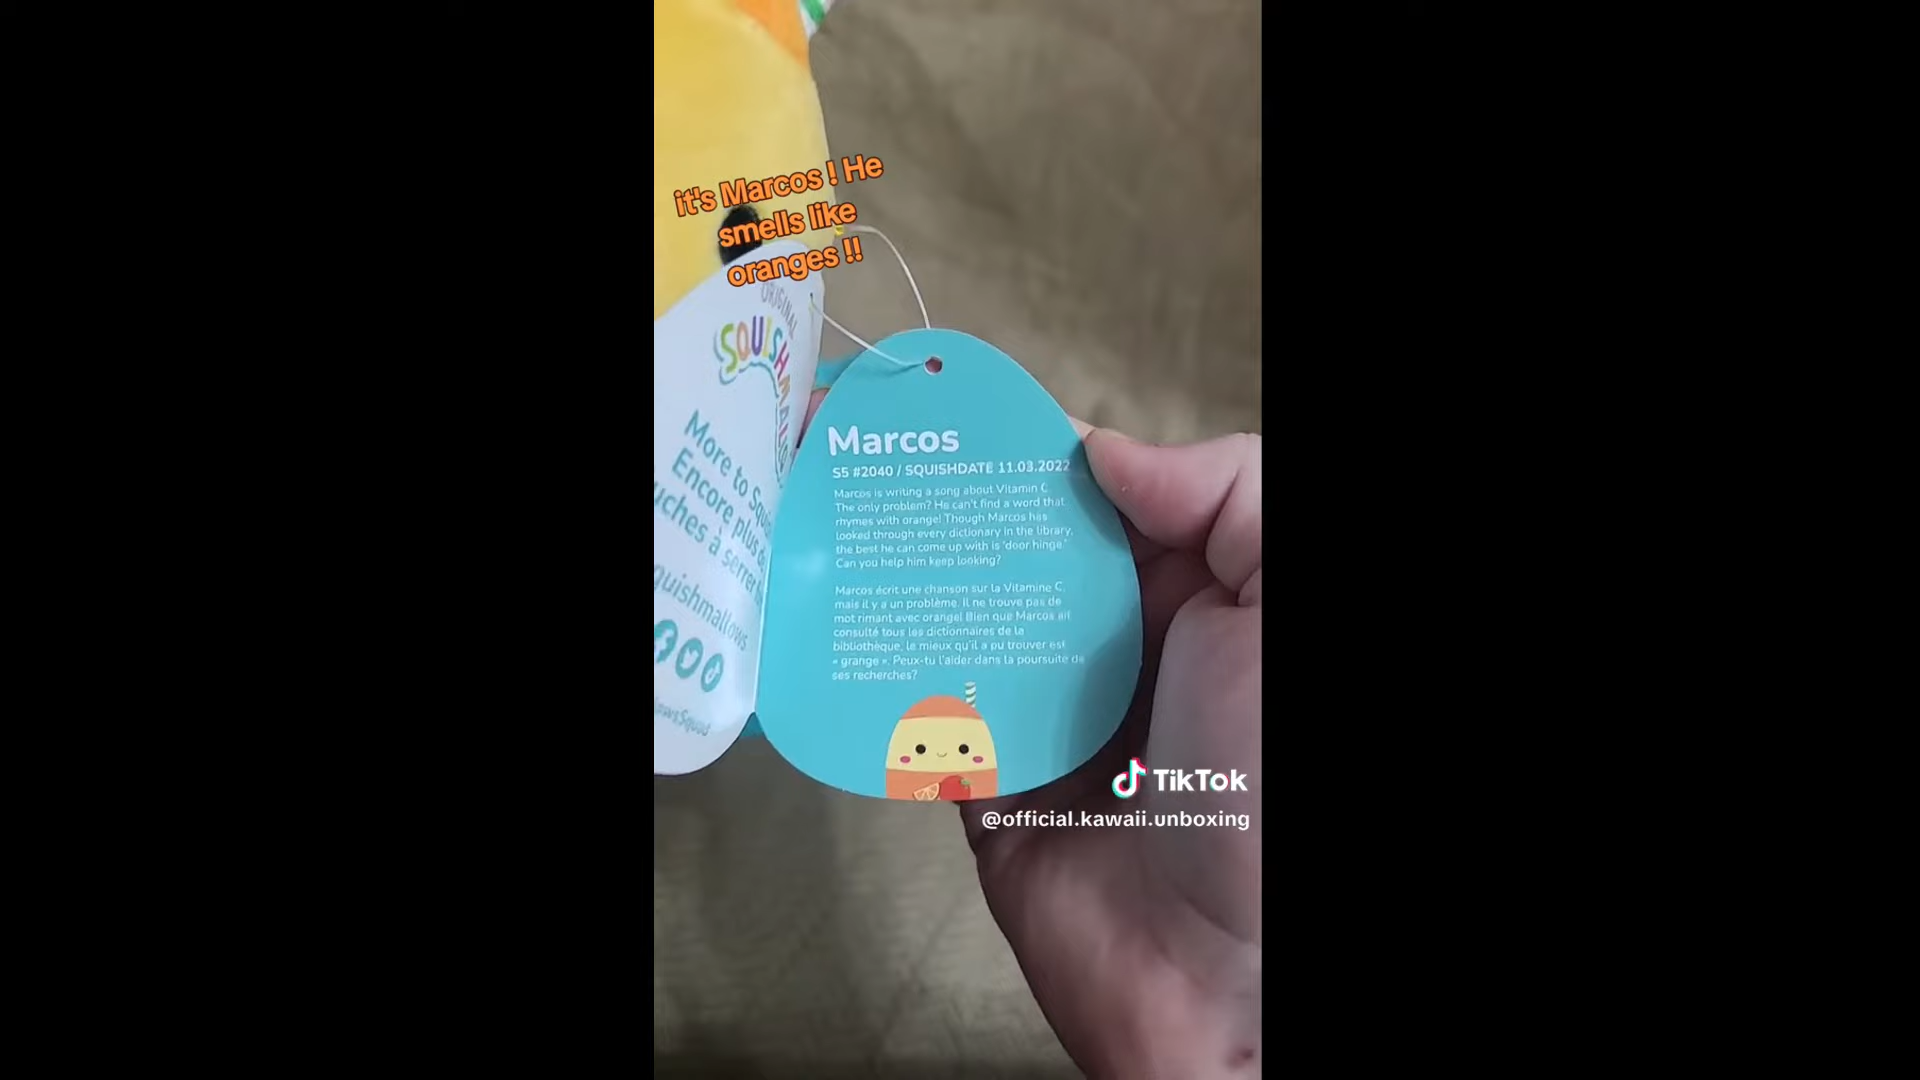 it's Marcos ! He
smells like
oranges !!
ORIGINAL
SQUISHMALLOWS
More to Squ
Encore plus d
uches à serrer
quishmallows
Squad
Marcos
S5 #2040 / SQUISHDATE 11.03.2022
Marcos is writing a song about Vitamin C.
The only problem? He can't find a word that
rhymes with orange! Though Marcos has
looked through every dictionary in the library,
the best he can come up with is 'door hinge.'
Can you help him keep looking?
Marcos écrit une chanson sur la Vitamine C,
mais il y a un problème. Il ne trouve pas de
mot rimant avec orange! Bien que Marcos ait
consulté tous les dictionnaires de la
bibliothèque, le mieux qu'il a pu trouver est
« grange ». Peux-tu l'aider dans la poursuite de
ses recherches?
TikTok
@official.kawaii.unboxing